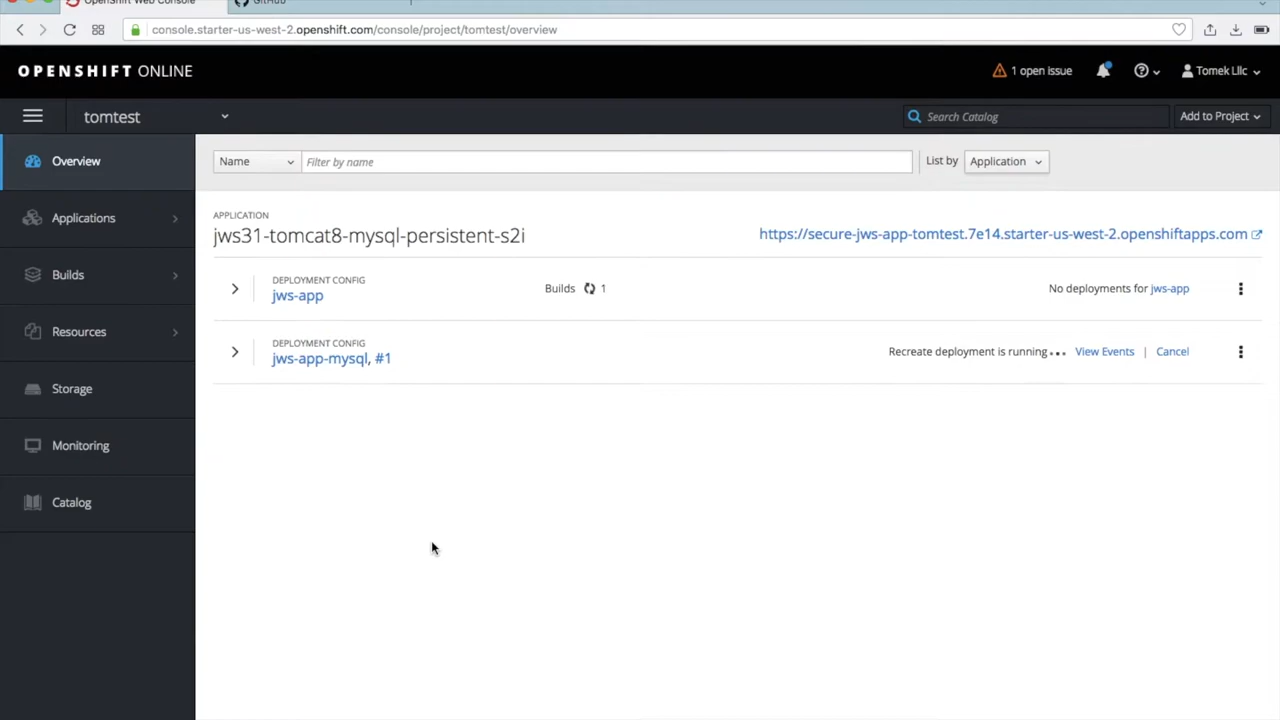 OpenShift Web Console
GitHub
console.starter-us-west-2.openshift.com/console/project/tomtest/overview
OPENSHIFT ONLINE
1 open issue
Tomek Llc
tomtest
Search Catalog
Add to Project
Overview
Name
Filter by name
List by
Application
Applications
APPLICATION
jws31-tomcat8-mysql-persistent-s2i
https://secure-jws-app-tomtest.7e14.starter-us-west-2.openshiftapps.com
Builds
DEPLOYMENT CONFIG
jws-app
Builds 1
No deployments for jws-app
Resources
DEPLOYMENT CONFIG
jws-app-mysql, #1
Recreate deployment is running... View Events | Cancel
Storage
Monitoring
Catalog